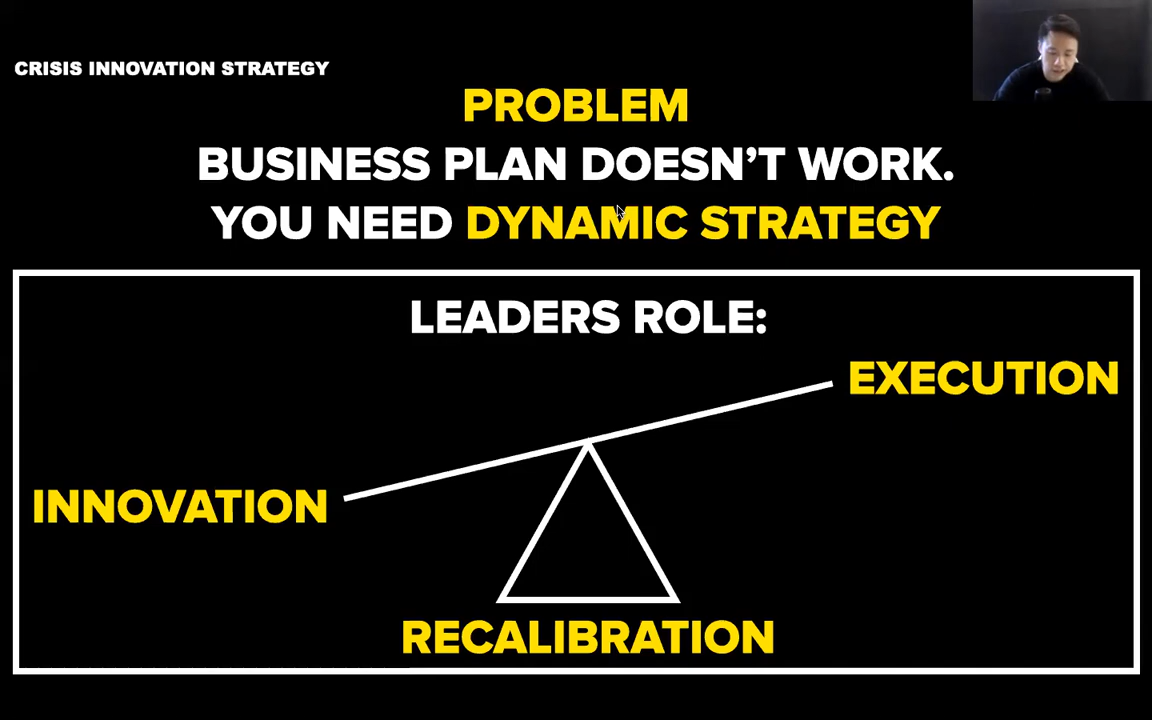 CRISIS INNOVATION STRATEGY
PROBLEM
BUSINESS PLAN DOESN’T WORK.
YOU NEED DYNAMIC STRATEGY
LEADERS ROLE:
EXECUTION
INNOVATION
RECALIBRATION